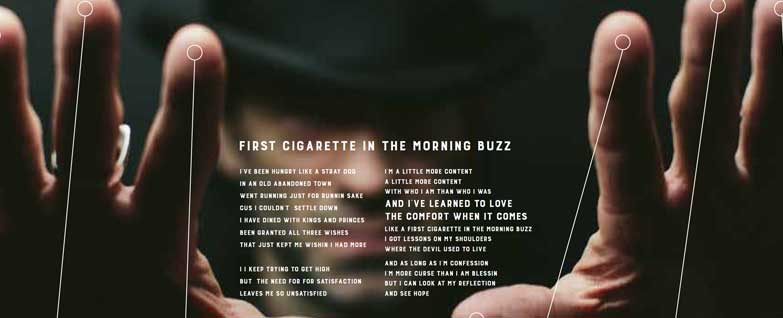 FIRST CIGARETTE IN THE MORNING BUZZ
I'VE BEEN HUNGRY LIKE A STRAY DOG
IN AN OLD ABANDONED TOWN
WENT RUNNING JUST FOR RUNNIN SAKE
CUS I COULDN'T SETTLE DOWN
I HAVE DINED WITH KINGS AND PRINCES
BEEN GRANTED ALL THREE WISHES
THAT JUST KEPT ME WISHIN I HAD MORE
I I KEEP TRYING TO GET HIGH
BUT THE NEED FOR FOR SATISFACTION
LEAVES ME SO UNSATISFIED
I'M A LITTLE MORE CONTENT
A LITTLE MORE CONTENT
WITH WHO I AM THAN WHO I WAS
AND I'VE LEARNED TO LOVE
THE COMFORT WHEN IT COMES
LIKE A FIRST CIGARETTE IN THE MORNING BUZZ
I GOT LESSONS ON MY SHOULDERS
WHERE THE DEVIL USED TO LIVE
AND AS LONG AS I'M CONFESSION
I'M MORE CURSE THAN I AM BLESSIN
BUT I CAN LOOK AT MY REFLECTION
AND SEE HOPE